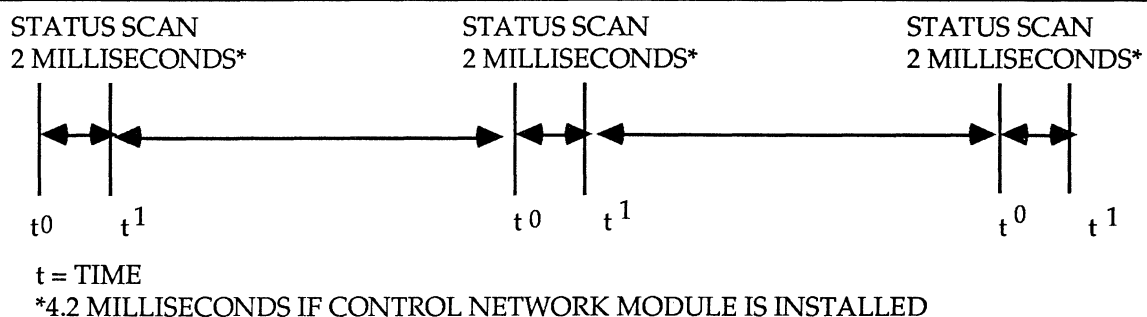 STATUS SCAN STATUS SCAN STATUS SCAN
2 MILLISECONDS* 2 MILLISECONDS* 2 MILLISECONDS*
t0 t1 t0 t1 t0 t1
t = TIME
*4.2 MILLISECONDS IF CONTROL NETWORK MODULE IS INSTALLED